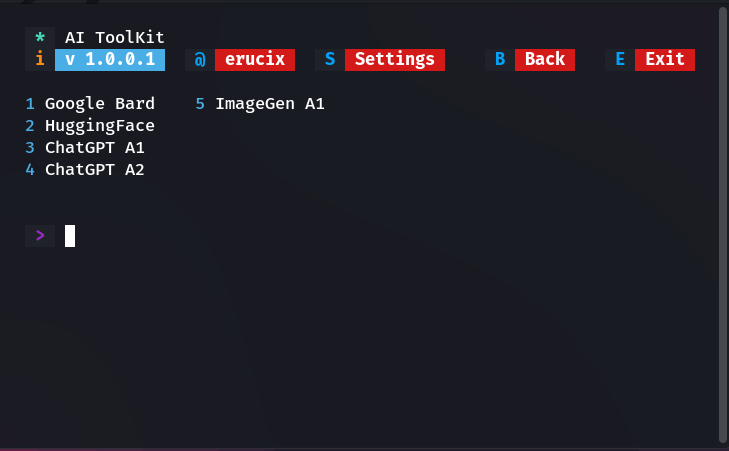 * AI ToolKit
i v 1.0.0.1 @ erucix S Settings B Back E Exit
1 Google Bard 5 ImageGen A1
2 HuggingFace
3 ChatGPT A1
4 ChatGPT A2
>